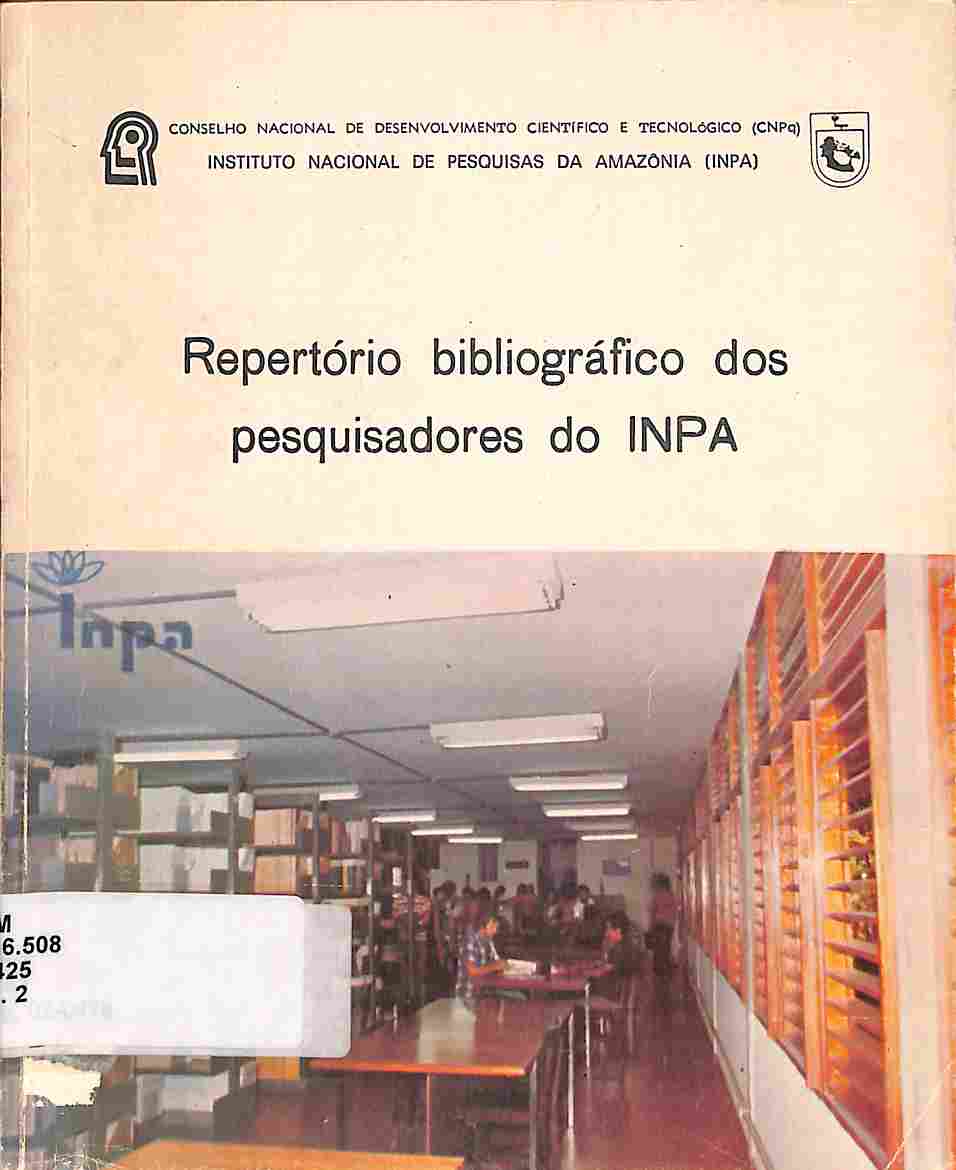 CONSELHO NACIONAL DE DESENVOLVIMENTO CIENTÍFICO E TECNOLóGICO (CNPq)
INSTITUTO NACIONAL DE PESQUISAS DA AMAZÔNIA (INPA)
Repertório bibliográfico dos
pesquisadores do INPA
Inpa
M
6.508
425
. 2